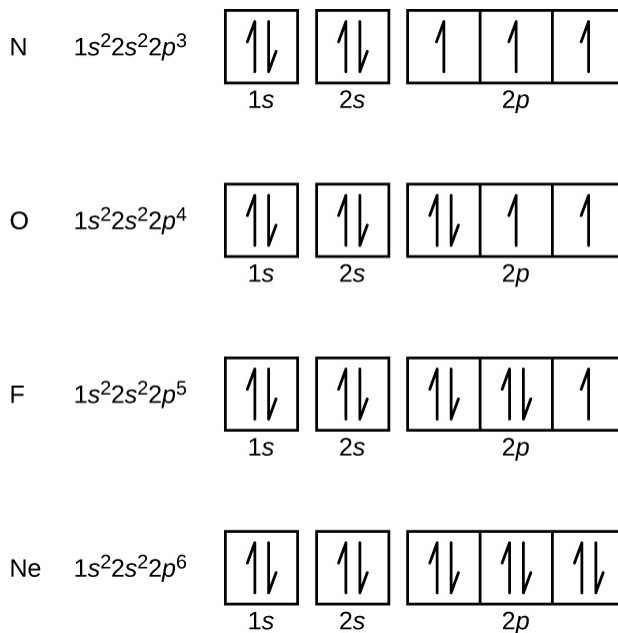 N 1s²2s²2p³
1s 2s 2p
O 1s²2s²2p⁴
1s 2s 2p
F 1s²2s²2p⁵
1s 2s 2p
Ne 1s²2s²2p⁶
1s 2s 2p